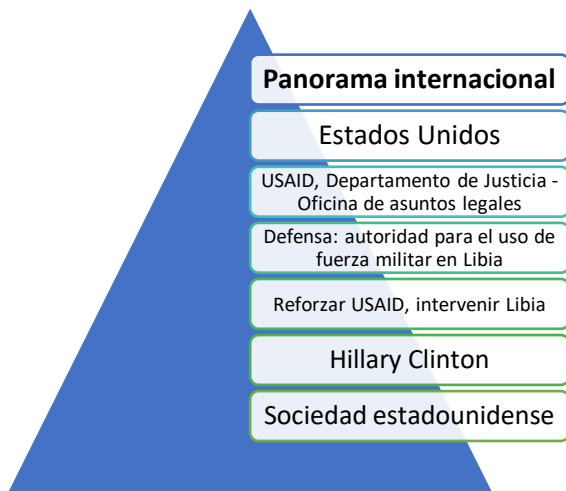 Panorama internacional
Estados Unidos
USAID, Departamento de Justicia -
Oficina de asuntos legales
Defensa: autoridad para el uso de
fuerza militar en Libia
Reforzar USAID, intervenir Libia
Hillary Clinton
Sociedad estadounidense